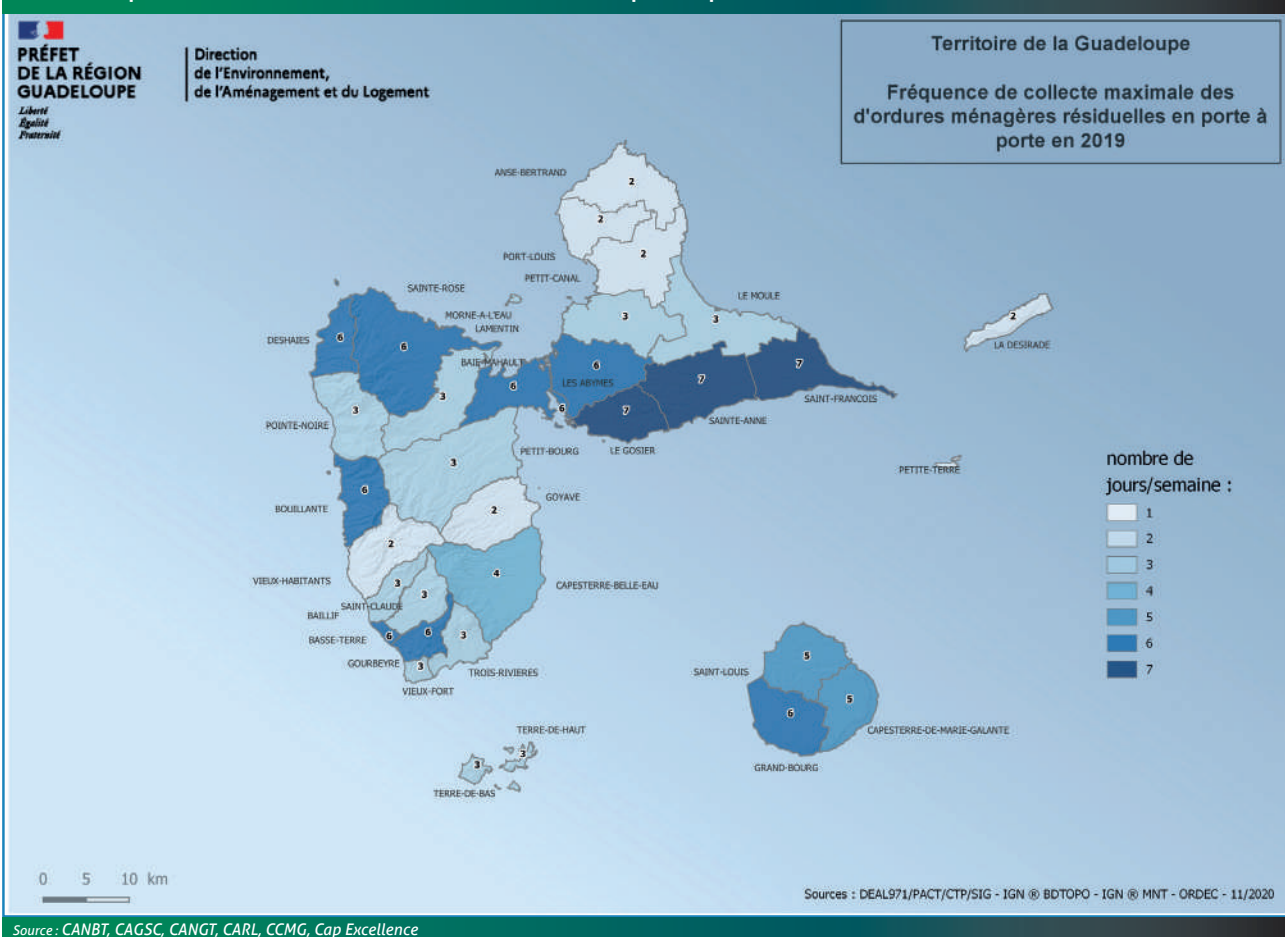 PRÉFET
DE LA RÉGION
GUADELOUPE
Liberté
Égalité
Fraternité
Direction
de l'Environnement,
de l'Aménagement et du Logement
Territoire de la Guadeloupe
Fréquence de collecte maximale des
d'ordures ménagères résiduelles en porte à
porte en 2019
ANSE-BERTRAND
2
2
PORT-LOUIS
2
PETIT-CANAL
SAINTE-ROSE
LE MOULE
MORNE-A-L'EAU
3
3
LAMENTIN
2
LA DESIRADE
DESHAIES
6
6
BAIE-MAHAULT
6
LES ABYMES
6
7
7
SAINT-FRANCOIS
3
3
6
7
SAINTE-ANNE
POINTE-NOIRE
PETIT-BOURG
LE GOSIER
3
PETITE-TERRE
6
BOUILLANTE
GOYAVE
2
2
VIEUX-HABITANTS
3
4
CAPESTERRE-BELLE-EAU
SAINT-CLAUDE
3
BAILLIF
BASSE-TERRE
6
6
3
GOURBEYRE
3
TROIS-RIVIERES
VIEUX-FORT
SAINT-LOUIS
5
5
6
CAPESTERRE-DE-MARIE-GALANTE
GRAND-BOURG
TERRE-DE-HAUT
3
3
TERRE-DE-BAS
nombre de
jours/semaine :
1
2
3
4
5
6
7
0 5 10 km
Sources : DEAL971/PACT/CTP/SIG - IGN ® BDTOPO - IGN ® MNT - ORDEC - 11/2020
Source : CANBT, CAGSC, CANGT, CARL, CCMG, Cap Excellence